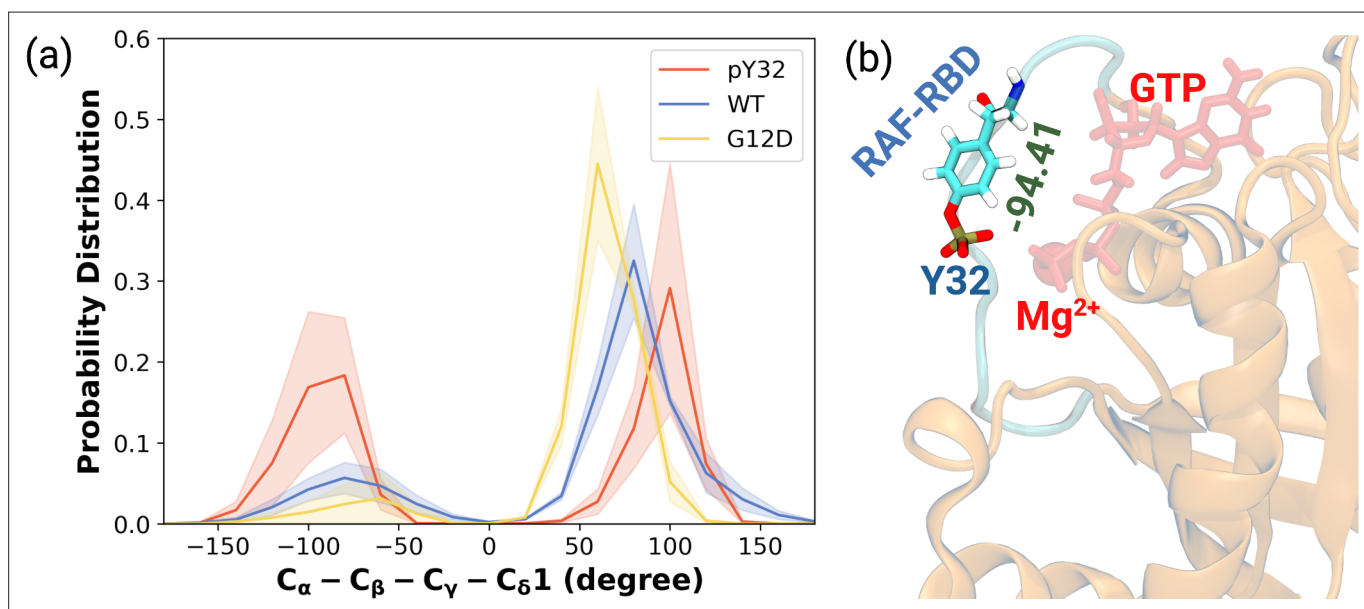 (a)
0.6
0.5
0.4
0.3
0.2
0.1
0.0
Probability Distribution
pY32
WT
G12D
−150 −100 −50 0 50 100 150
Cα − Cβ − Cγ − Cδ1 (degree)
(b)
RAF-RBD
GTP
-94.41
Y32
Mg²⁺